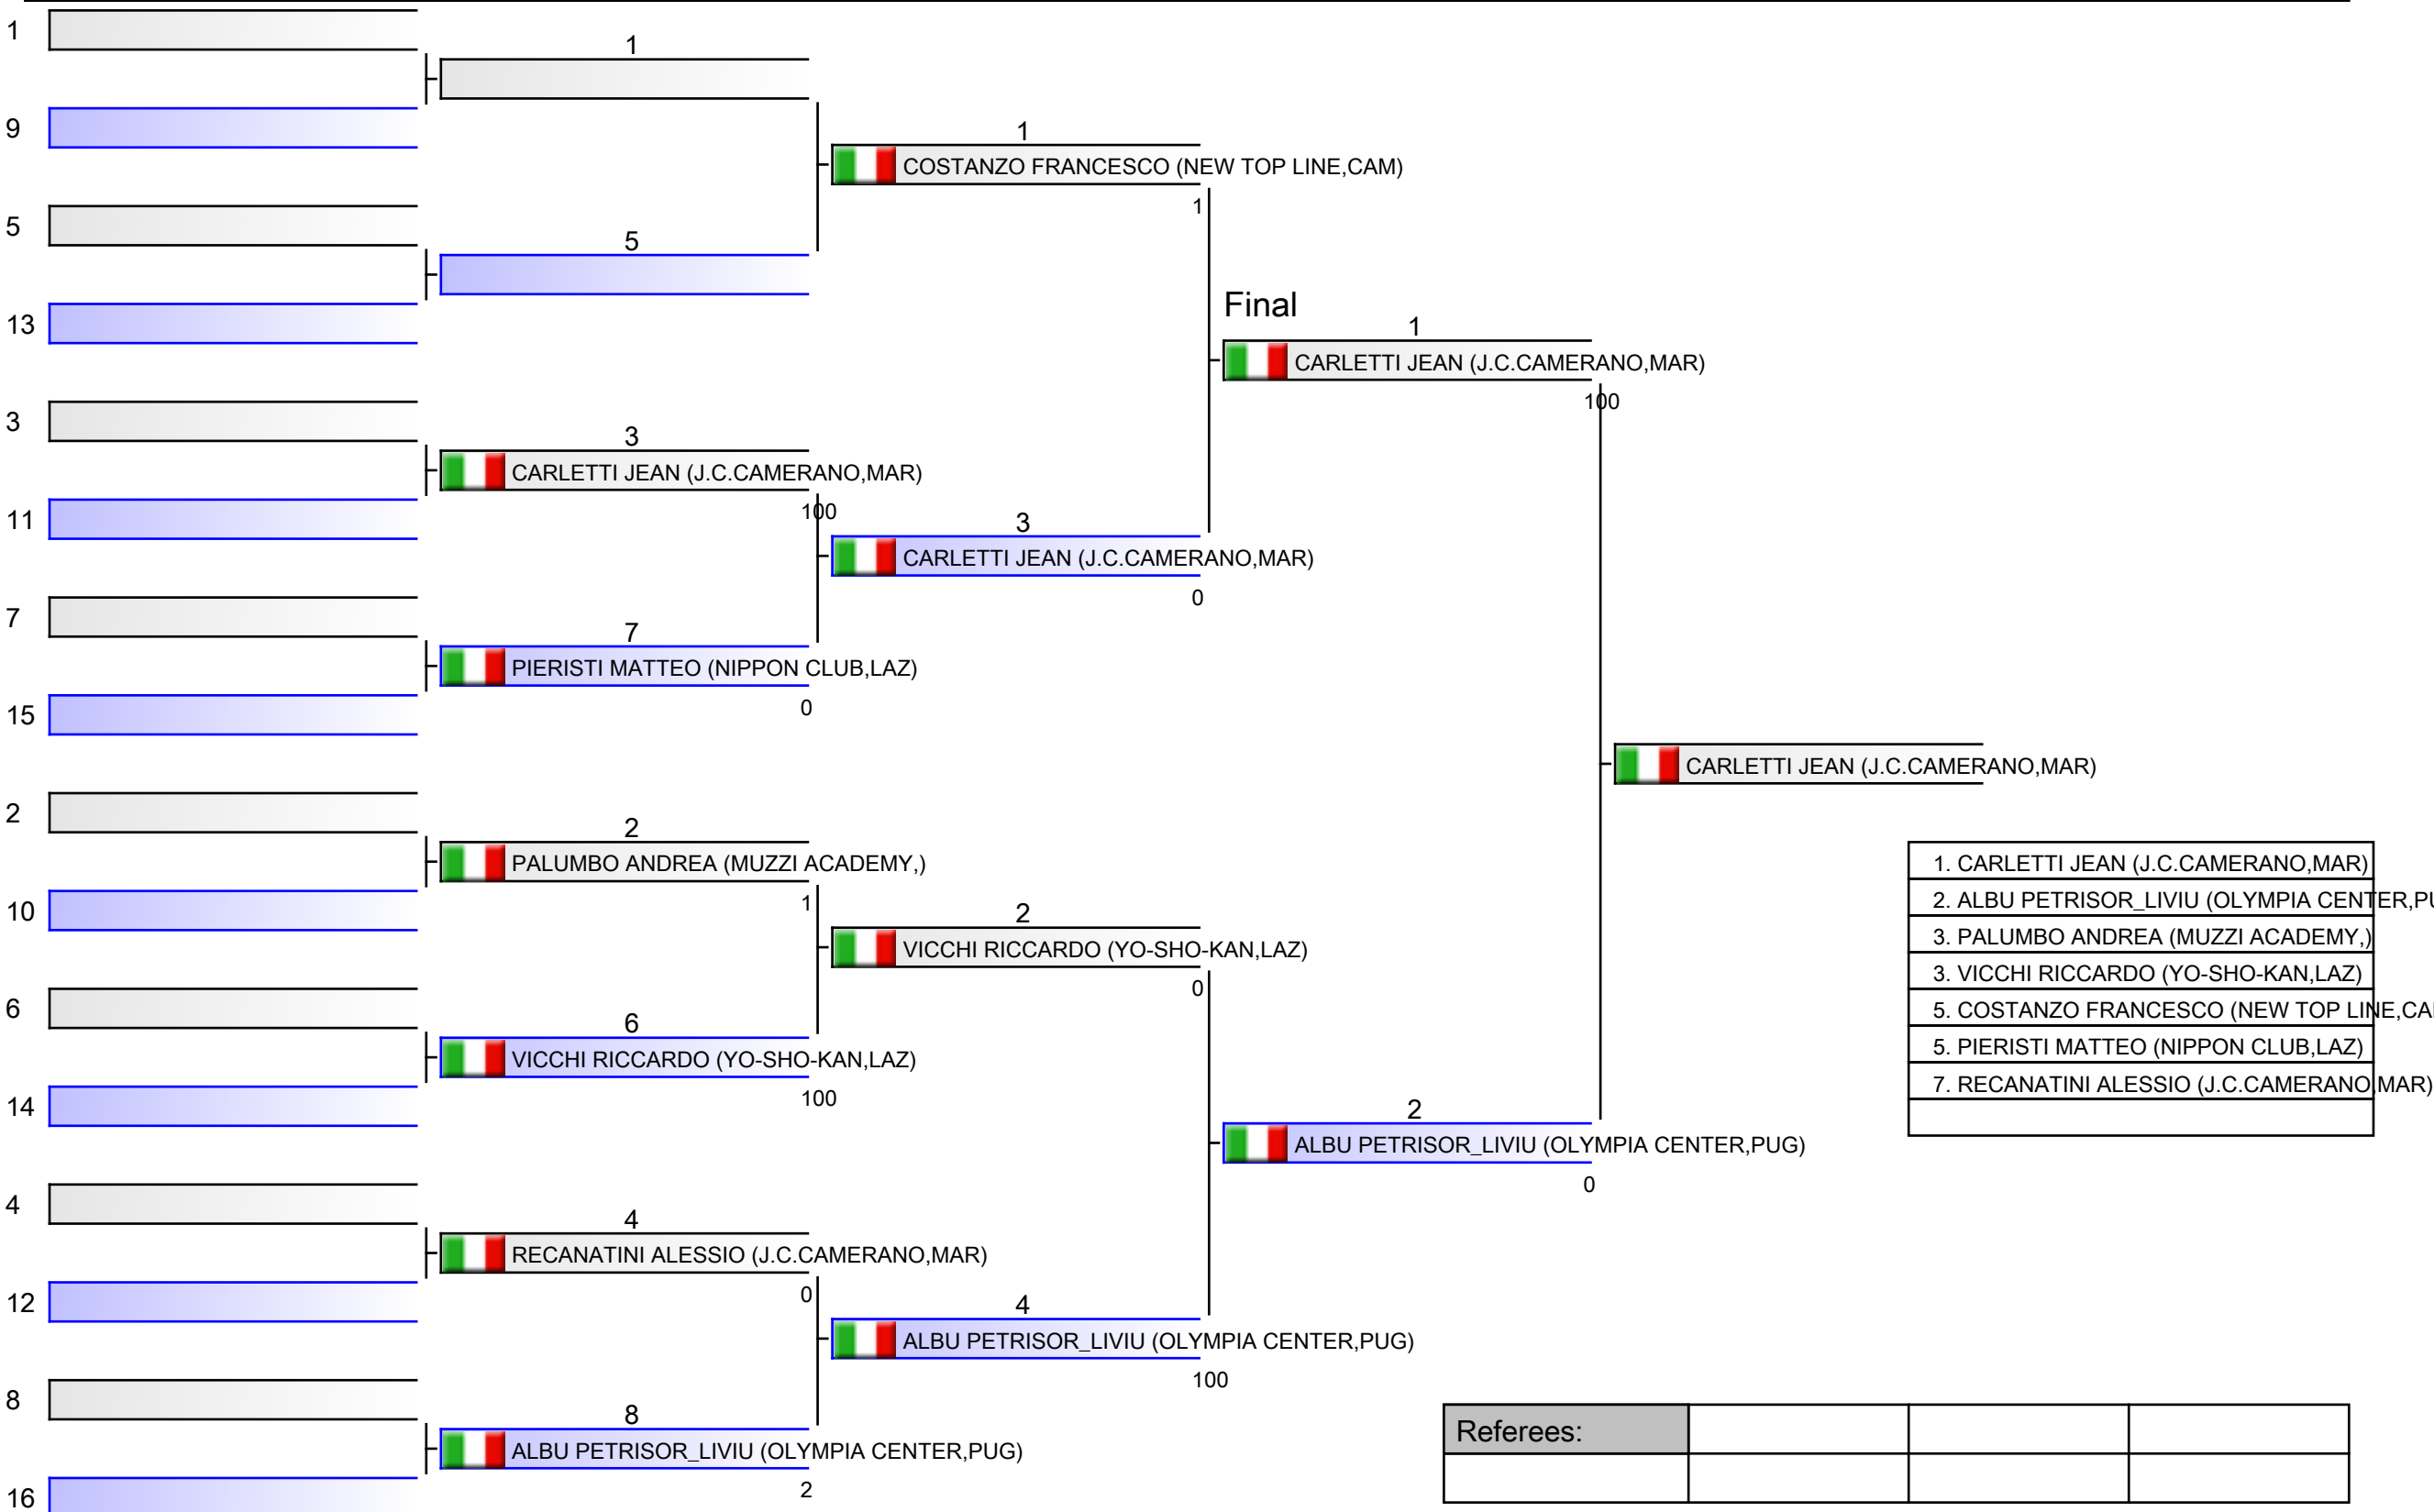 1
1
9
1
COSTANZO FRANCESCO (NEW TOP LINE,CAM)
1
5
5
13
Final
1
CARLETTI JEAN (J.C.CAMERANO,MAR)
100
3
3
CARLETTI JEAN (J.C.CAMERANO,MAR)
100
11
3
CARLETTI JEAN (J.C.CAMERANO,MAR)
0
7
7
PIERISTI MATTEO (NIPPON CLUB,LAZ)
0
15
CARLETTI JEAN (J.C.CAMERANO,MAR)
2
2
PALUMBO ANDREA (MUZZI ACADEMY,)
1
10
2
VICCHI RICCARDO (YO-SHO-KAN,LAZ)
0
6
6
VICCHI RICCARDO (YO-SHO-KAN,LAZ)
100
14
1. CARLETTI JEAN (J.C.CAMERANO,MAR)
2. ALBU PETRISOR_LIVIU (OLYMPIA CENTER,PU
3. PALUMBO ANDREA (MUZZI ACADEMY,)
3. VICCHI RICCARDO (YO-SHO-KAN,LAZ)
5. COSTANZO FRANCESCO (NEW TOP LINE,CA
5. PIERISTI MATTEO (NIPPON CLUB,LAZ)
7. RECANATINI ALESSIO (J.C.CAMERANO,MAR)
2
ALBU PETRISOR_LIVIU (OLYMPIA CENTER,PUG)
0
4
4
RECANATINI ALESSIO (J.C.CAMERANO,MAR)
0
12
4
ALBU PETRISOR_LIVIU (OLYMPIA CENTER,PUG)
100
8
8
ALBU PETRISOR_LIVIU (OLYMPIA CENTER,PUG)
2
16
Referees: